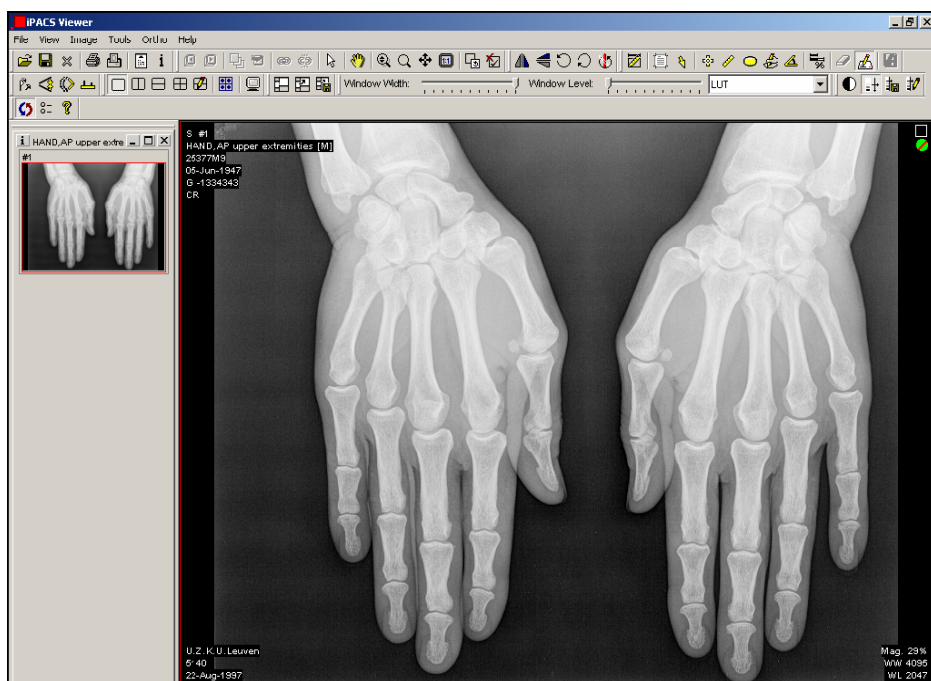 iPACS Viewer
File View Image Tools Ortho Help
Window Width: Window Level: LUT
HAND,AP upper extre
#1
S #1
HAND,AP upper extremities [M]
25377M9
05-Jun-1947
G -1334343
CR
U.Z.K.U.Leuven
5' 40
22-Aug-1997
Mag. 29%
WW 4095
WL 2047